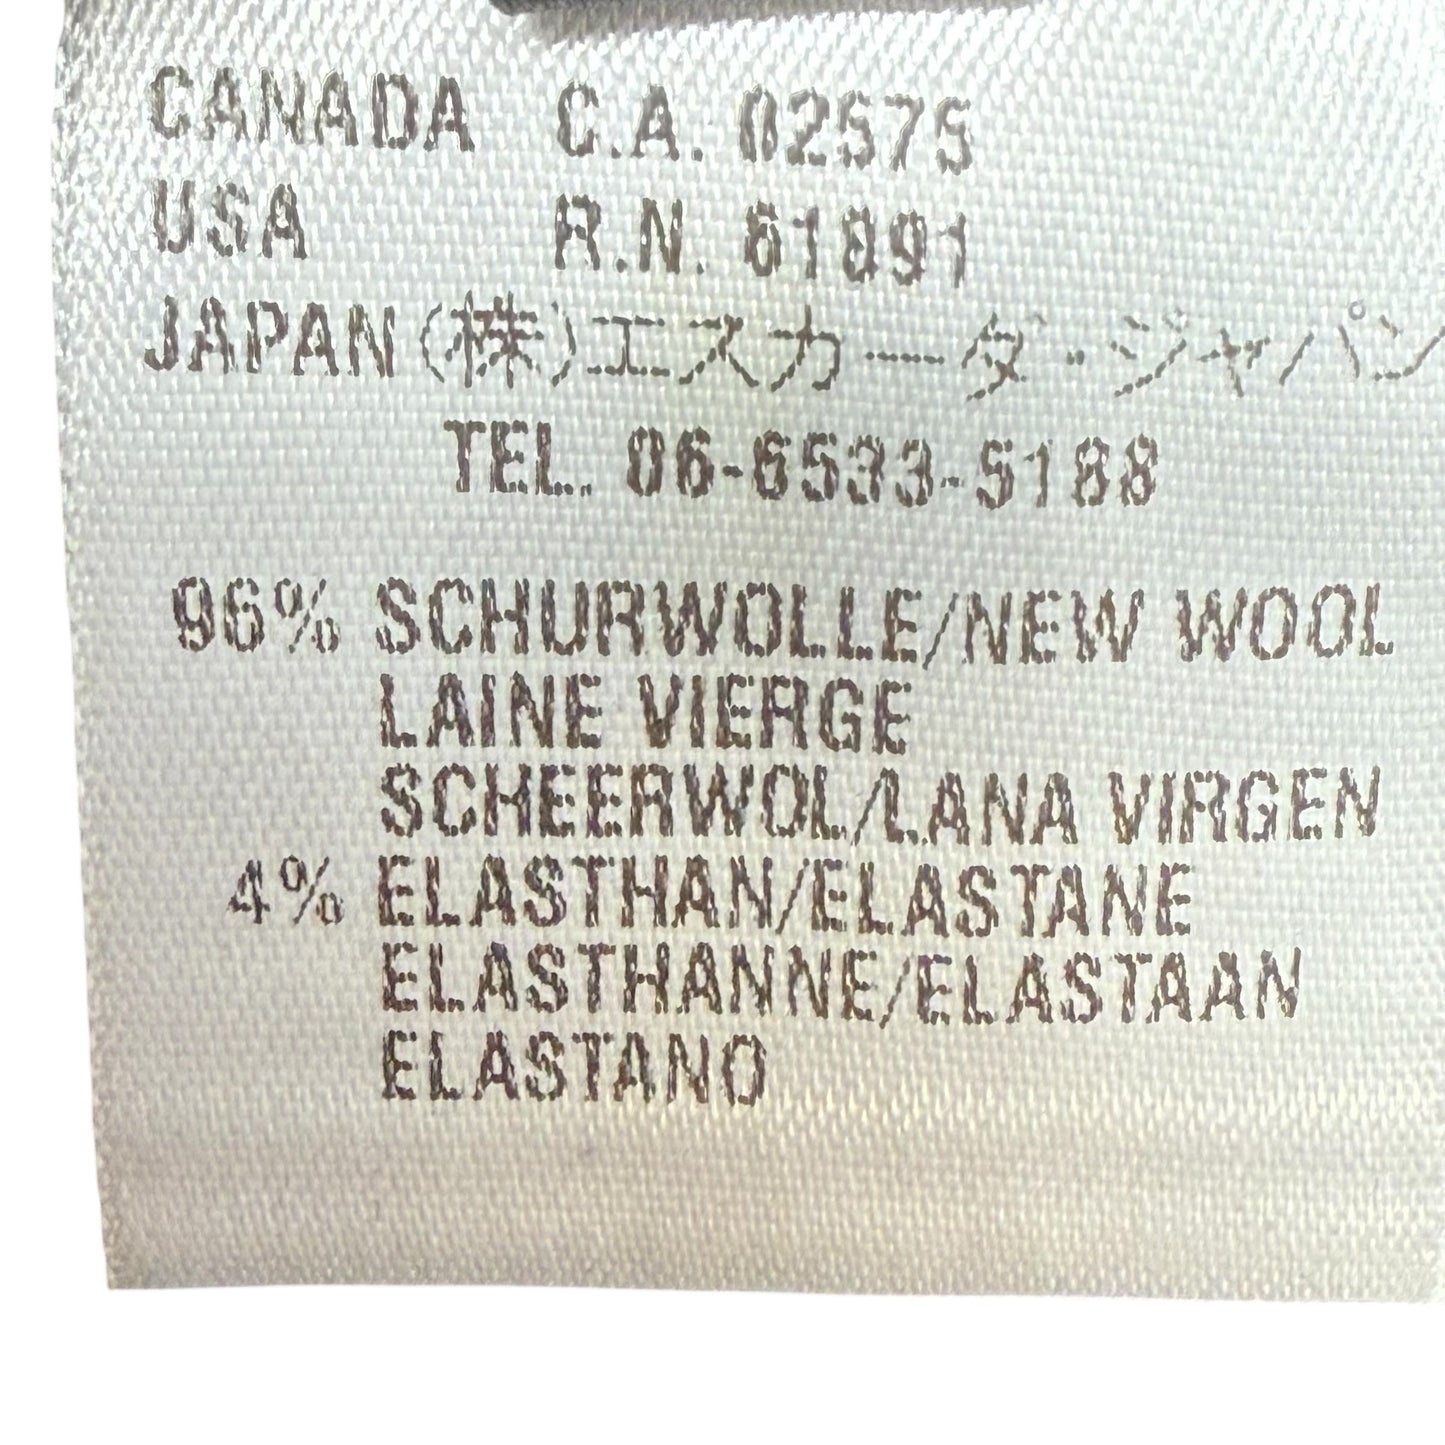 CANADA C.A. 02575
USA R.N. 61891
JAPAN (株)エスカーダ・ジャパン
TEL. 06-6533-5188
96% SCHURWOLLE/NEW WOOL
LAINE VIERGE
SCHEERWOL/LANA VIRGEN
4% ELASTHAN/ELASTANE
ELASTHANNE/ELASTAAN
ELASTANO